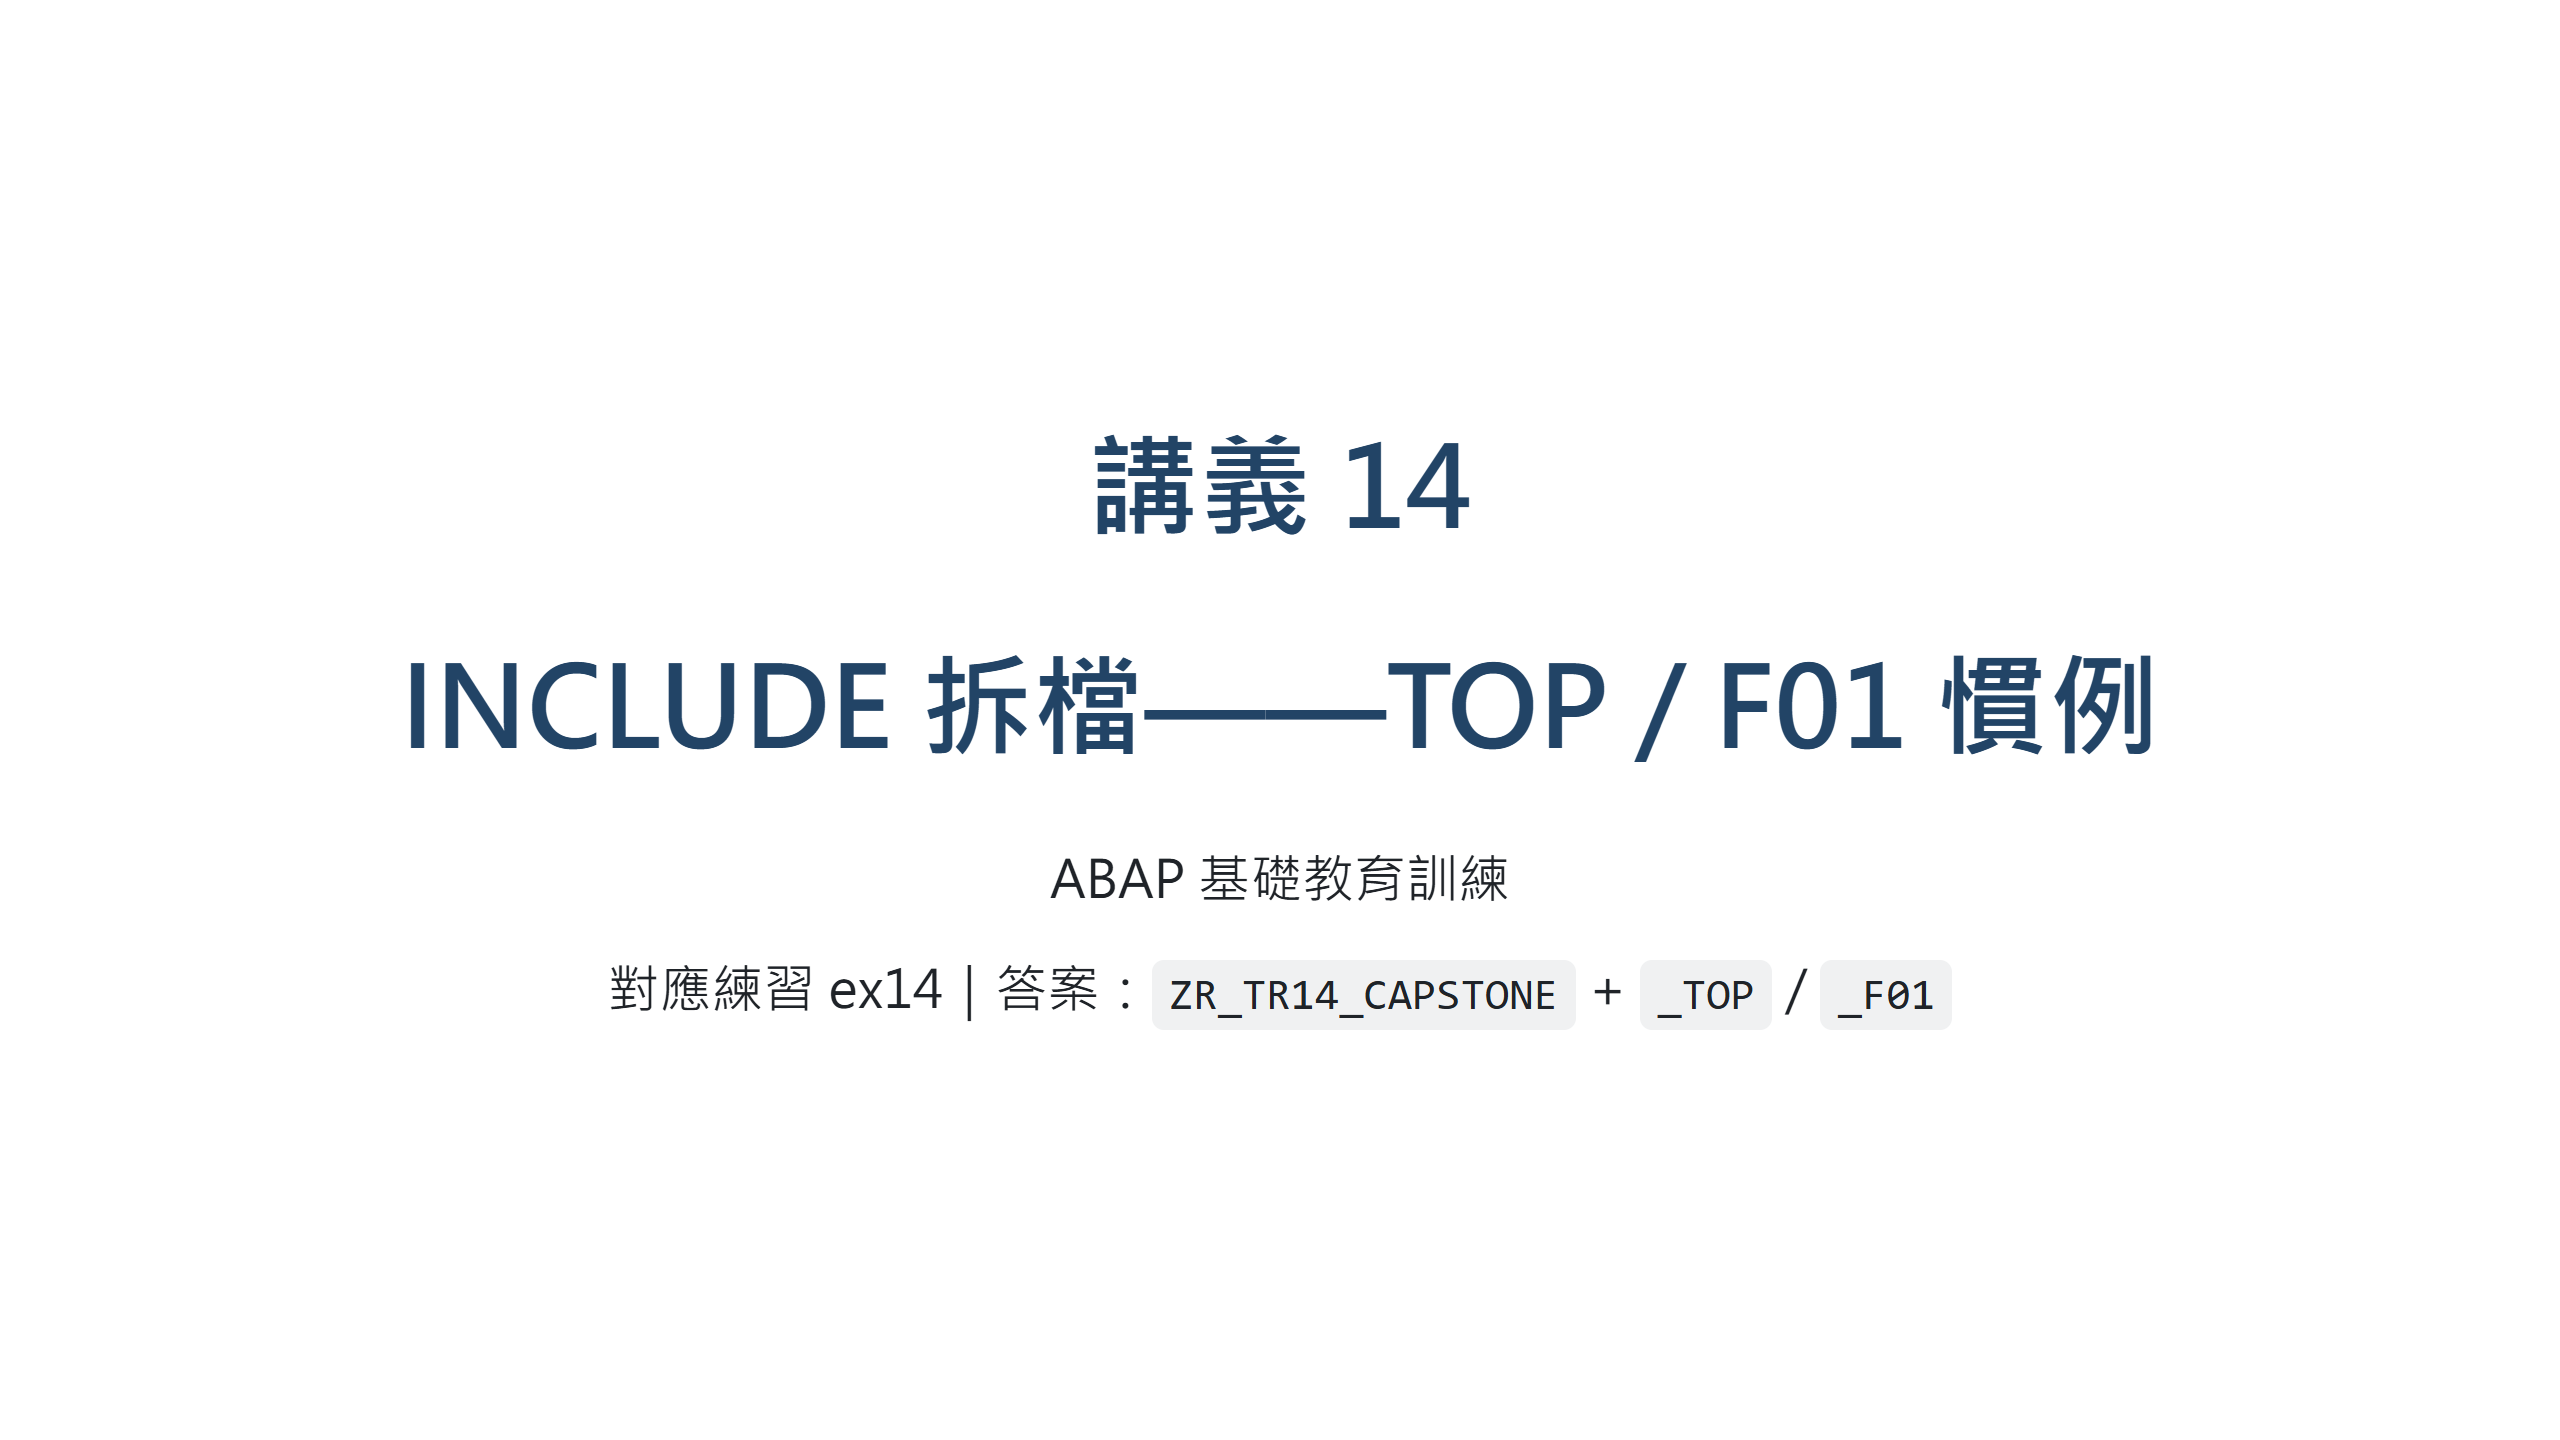 講義 14
INCLUDE 拆檔——TOP / F01 慣例
ABAP 基礎教育訓練
對應練習 ex14｜答案：ZR_TR14_CAPSTONE + _TOP / _F01